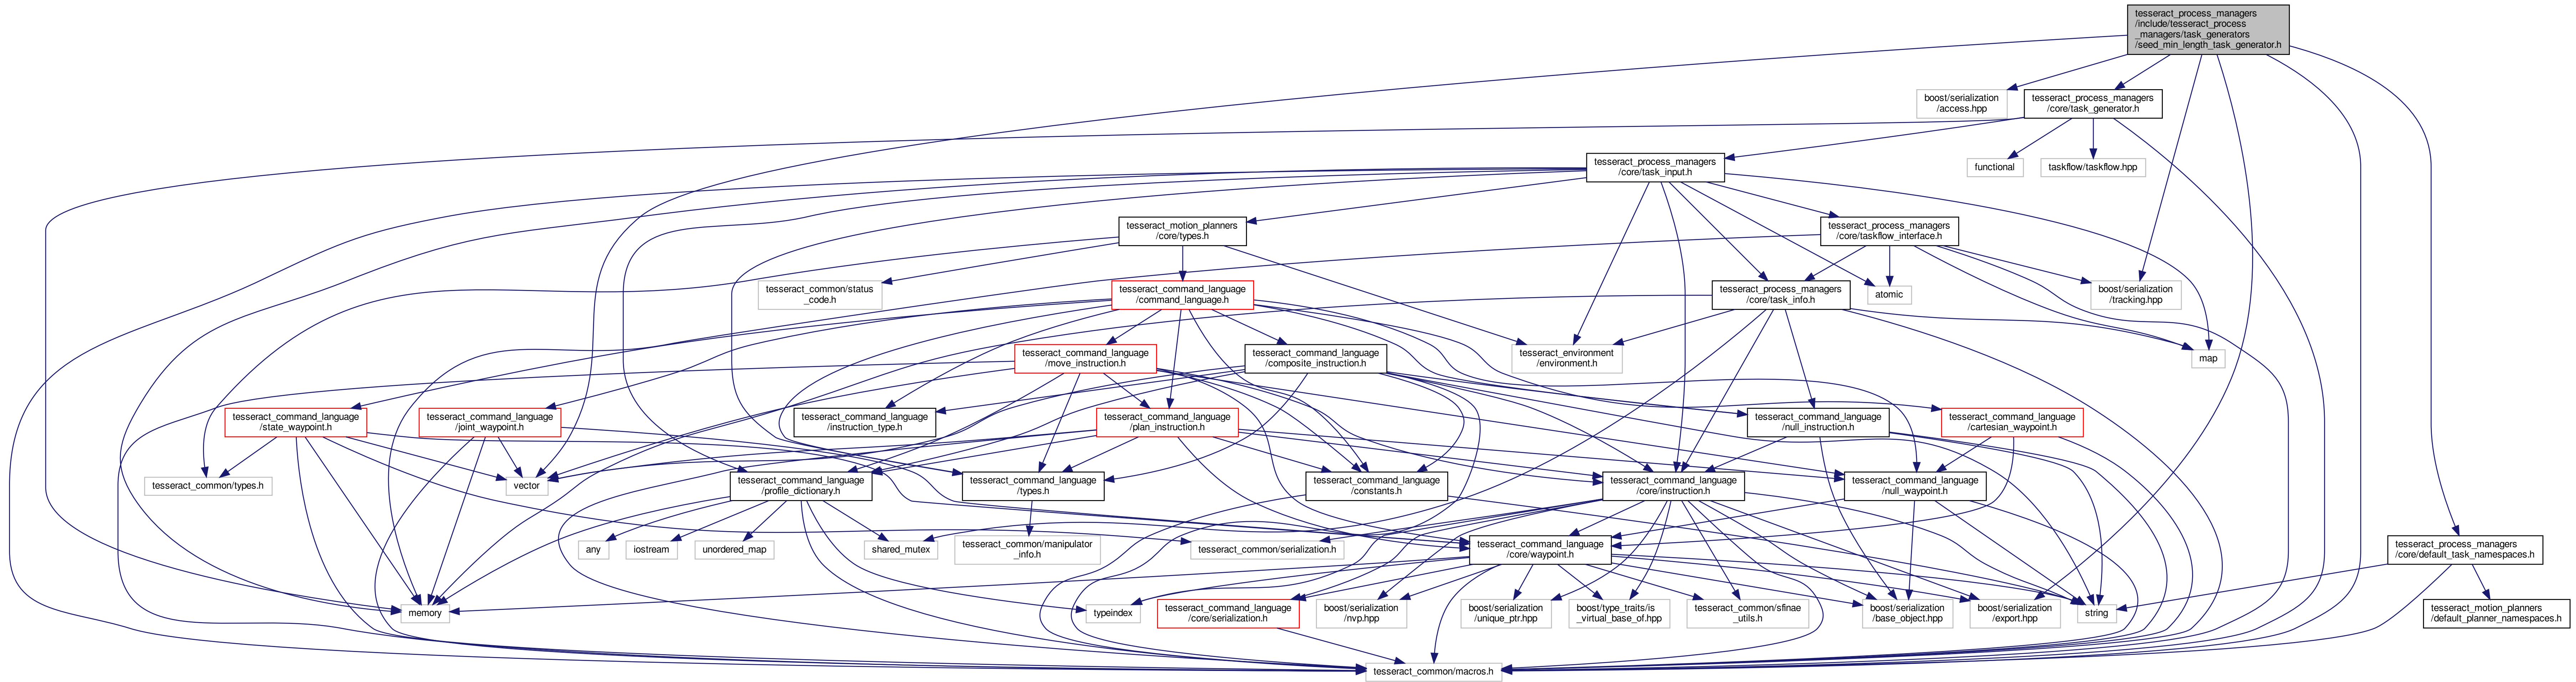 tesseract_process_managers
/include/tesseract_process
_managers/task_generators
/seed_min_length_task_generator.h
boost/serialization
/access.hpp
tesseract_process_managers
/core/task_generator.h
functional
taskflow/taskflow.hpp
tesseract_process_managers
/core/task_input.h
tesseract_motion_planners
/core/types.h
tesseract_process_managers
/core/taskflow_interface.h
tesseract_common/status
_code.h
tesseract_command_language
/command_language.h
tesseract_process_managers
/core/task_info.h
atomic
boost/serialization
/tracking.hpp
tesseract_command_language
/move_instruction.h
tesseract_command_language
/composite_instruction.h
tesseract_environment
/environment.h
map
tesseract_command_language
/state_waypoint.h
tesseract_command_language
/joint_waypoint.h
tesseract_command_language
/instruction_type.h
tesseract_command_language
/plan_instruction.h
tesseract_command_language
/null_instruction.h
tesseract_command_language
/cartesian_waypoint.h
tesseract_common/types.h
vector
tesseract_command_language
/profile_dictionary.h
tesseract_command_language
/types.h
tesseract_command_language
/constants.h
tesseract_command_language
/core/instruction.h
tesseract_command_language
/null_waypoint.h
any
iostream
unordered_map
shared_mutex
tesseract_common/manipulator
_info.h
tesseract_common/serialization.h
tesseract_command_language
/core/waypoint.h
tesseract_process_managers
/core/default_task_namespaces.h
memory
typeindex
tesseract_command_language
/core/serialization.h
boost/serialization
/nvp.hpp
boost/serialization
/unique_ptr.hpp
boost/type_traits/is
_virtual_base_of.hpp
tesseract_common/sfinae
_utils.h
boost/serialization
/base_object.hpp
boost/serialization
/export.hpp
string
tesseract_motion_planners
/default_planner_namespaces.h
tesseract_common/macros.h